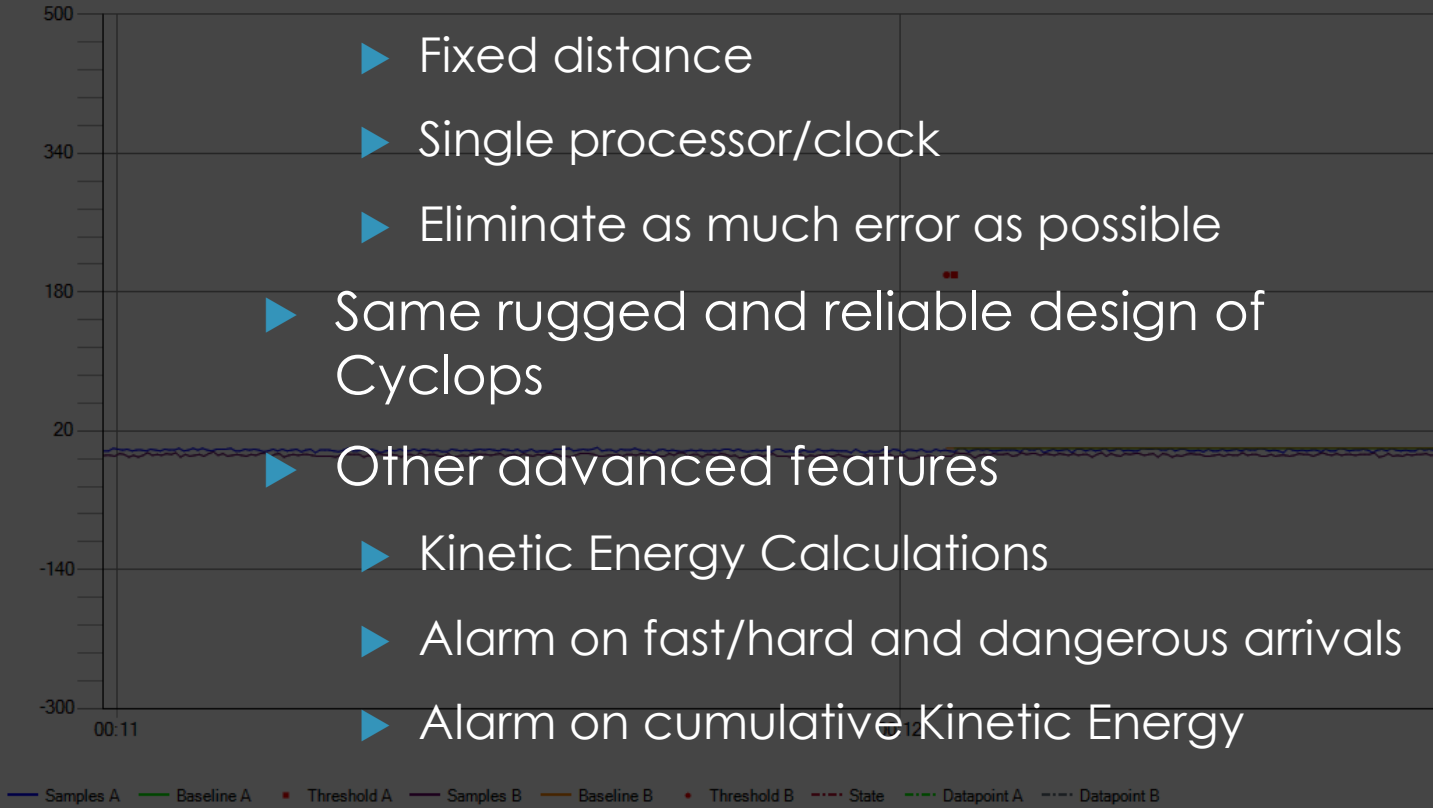 500
Fixed distance
Single processor/clock
340
Eliminate as much error as possible
180
Same rugged and reliable design of
Cyclops
20
Other advanced features
Kinetic Energy Calculations
-140
Alarm on fast/hard and dangerous arrivals
-300
Alarm on cumulative Kinetic Energy
00:11
00:12
Samples A Baseline A Threshold A Samples B Baseline B Threshold B State Datapoint A Datapoint B